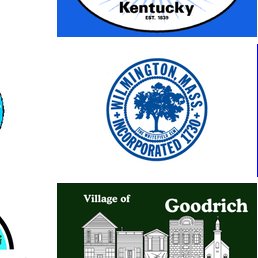 Kentucky
EST. 1839
WILMINGTON, MASS.
INCORPORATED 1730
THE WHITEFIELD ELM
Village of
Goodrich